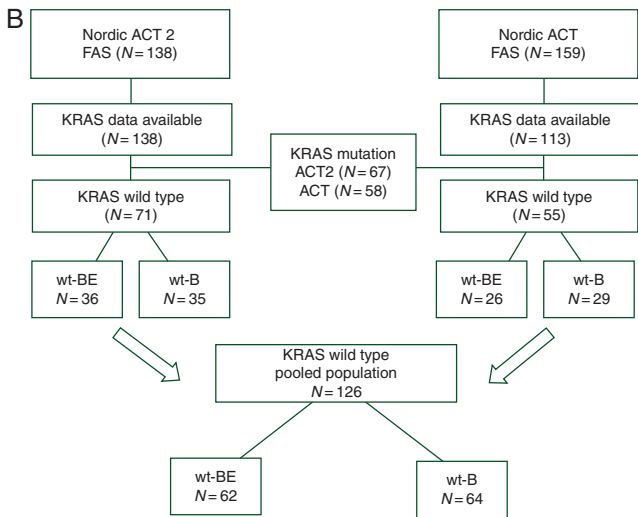 B
Nordic ACT 2
FAS (N = 138)
Nordic ACT
FAS (N = 159)
KRAS data available
(N = 138)
KRAS data available
(N = 113)
KRAS mutation
ACT2 (N = 67)
ACT (N = 58)
KRAS wild type
(N = 71)
KRAS wild type
(N = 55)
wt-BE
N = 36
wt-B
N = 35
wt-BE
N = 26
wt-B
N = 29
KRAS wild type
pooled population
N = 126
wt-BE
N = 62
wt-B
N = 64